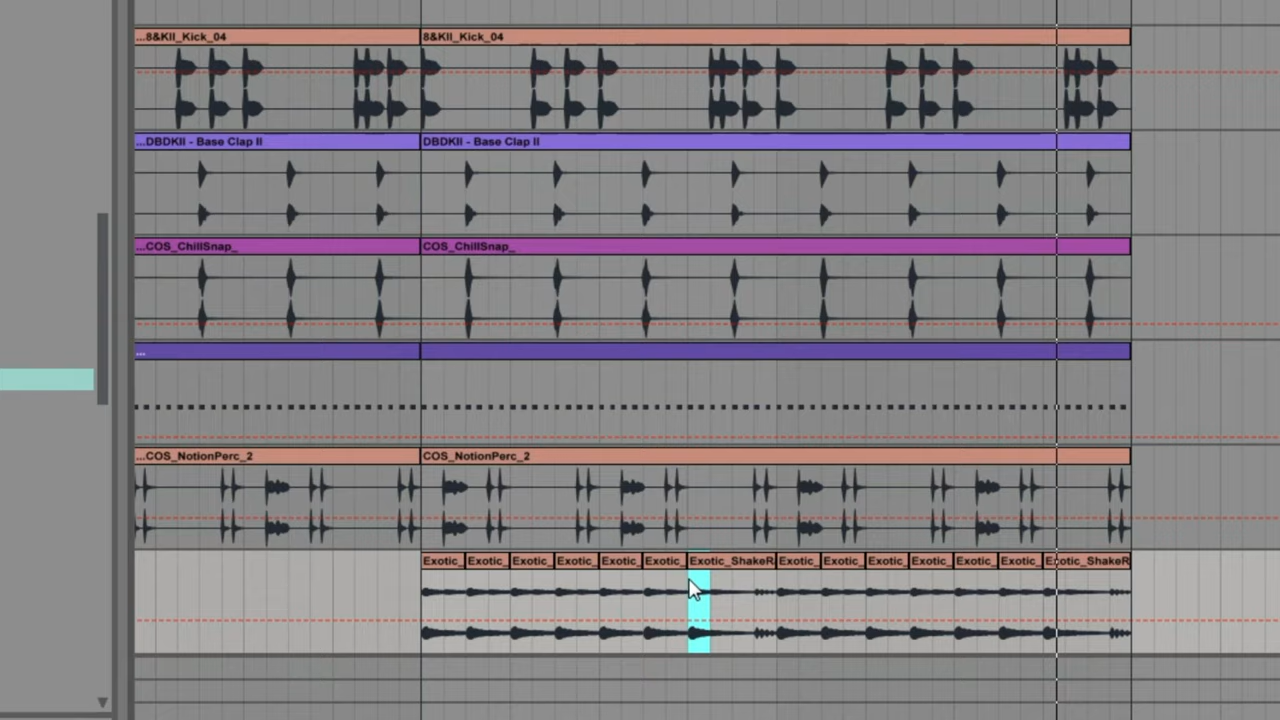 ...8&KII_Kick_04 8&KII_Kick_04
...DBDKII - Base Clap II DBDKII - Base Clap II
...COS_ChillSnap_ COS_ChillSnap_
...
...COS_NotionPerc_2 COS_NotionPerc_2
Exotic_ Exotic_ Exotic_ Exotic_ Exotic_ Exotic_ Exotic_ShakeR Exotic_ Exotic_ Exotic_ Exotic_ Exotic_ Exotic_ Exotic_ShakeR